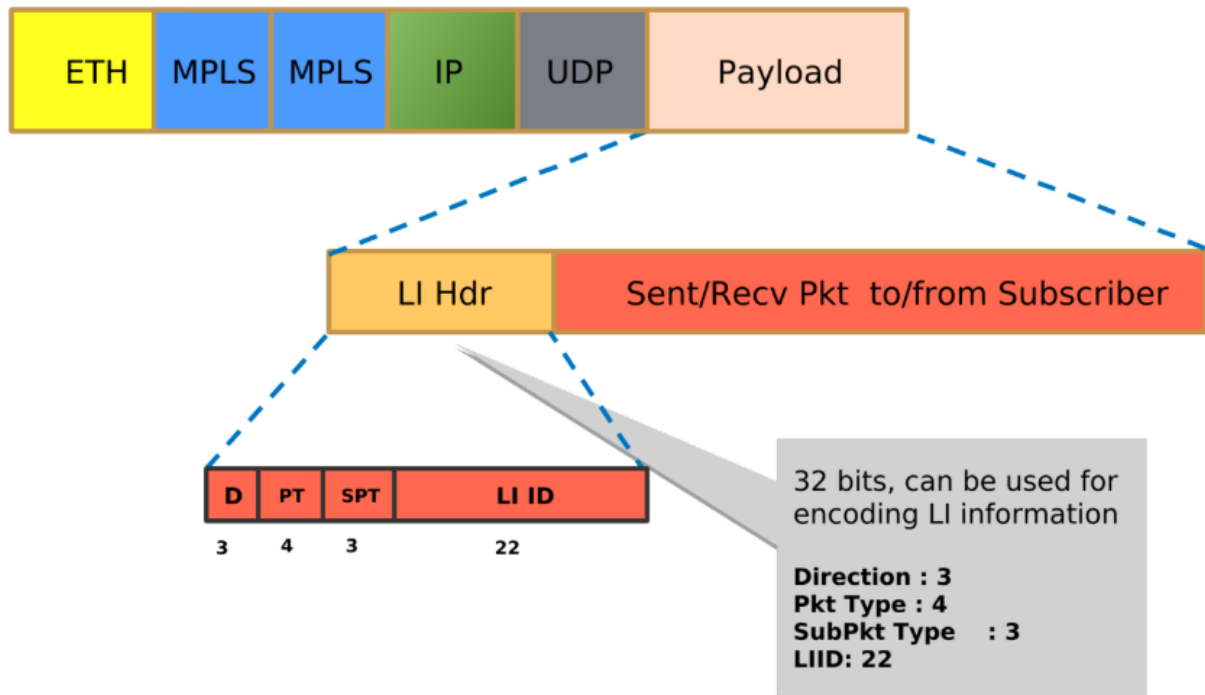 ETH MPLS MPLS IP UDP Payload
LI Hdr Sent/Recv Pkt to/from Subscriber
D PT SPT LI ID
3 4 3 22
32 bits, can be used for
encoding LI information
Direction : 3
Pkt Type : 4
SubPkt Type : 3
LIID: 22